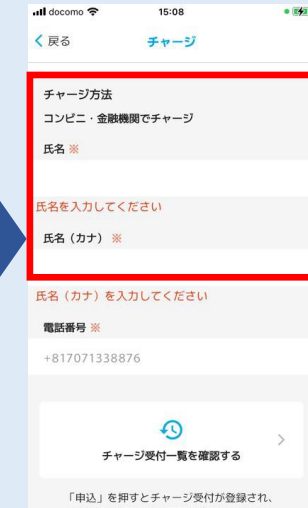 docomo 15:08
戻る チャージ
チャージ方法
コンビニ・金融機関でチャージ
氏名 ※
氏名を入力してください
氏名（カナ） ※
氏名（カナ）を入力してください
電話番号 ※
+817071338876
チャージ受付一覧を確認する
「申込」を押すとチャージ受付が登録され、